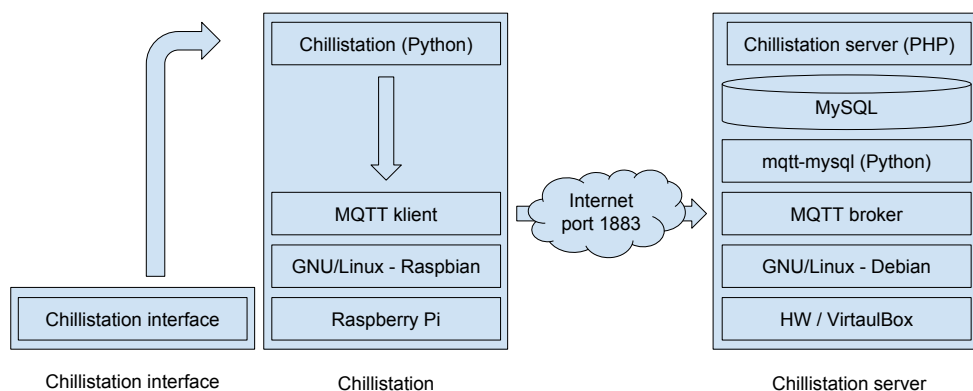 Chillistation (Python)
MQTT klient
GNU/Linux - Raspbian
Raspberry Pi
Chillistation interface
Internet
port 1883
Chillistation server (PHP)
MySQL
mqtt-mysql (Python)
MQTT broker
GNU/Linux - Debian
HW / VirtaulBox
Chillistation interface
Chillistation
Chillistation server